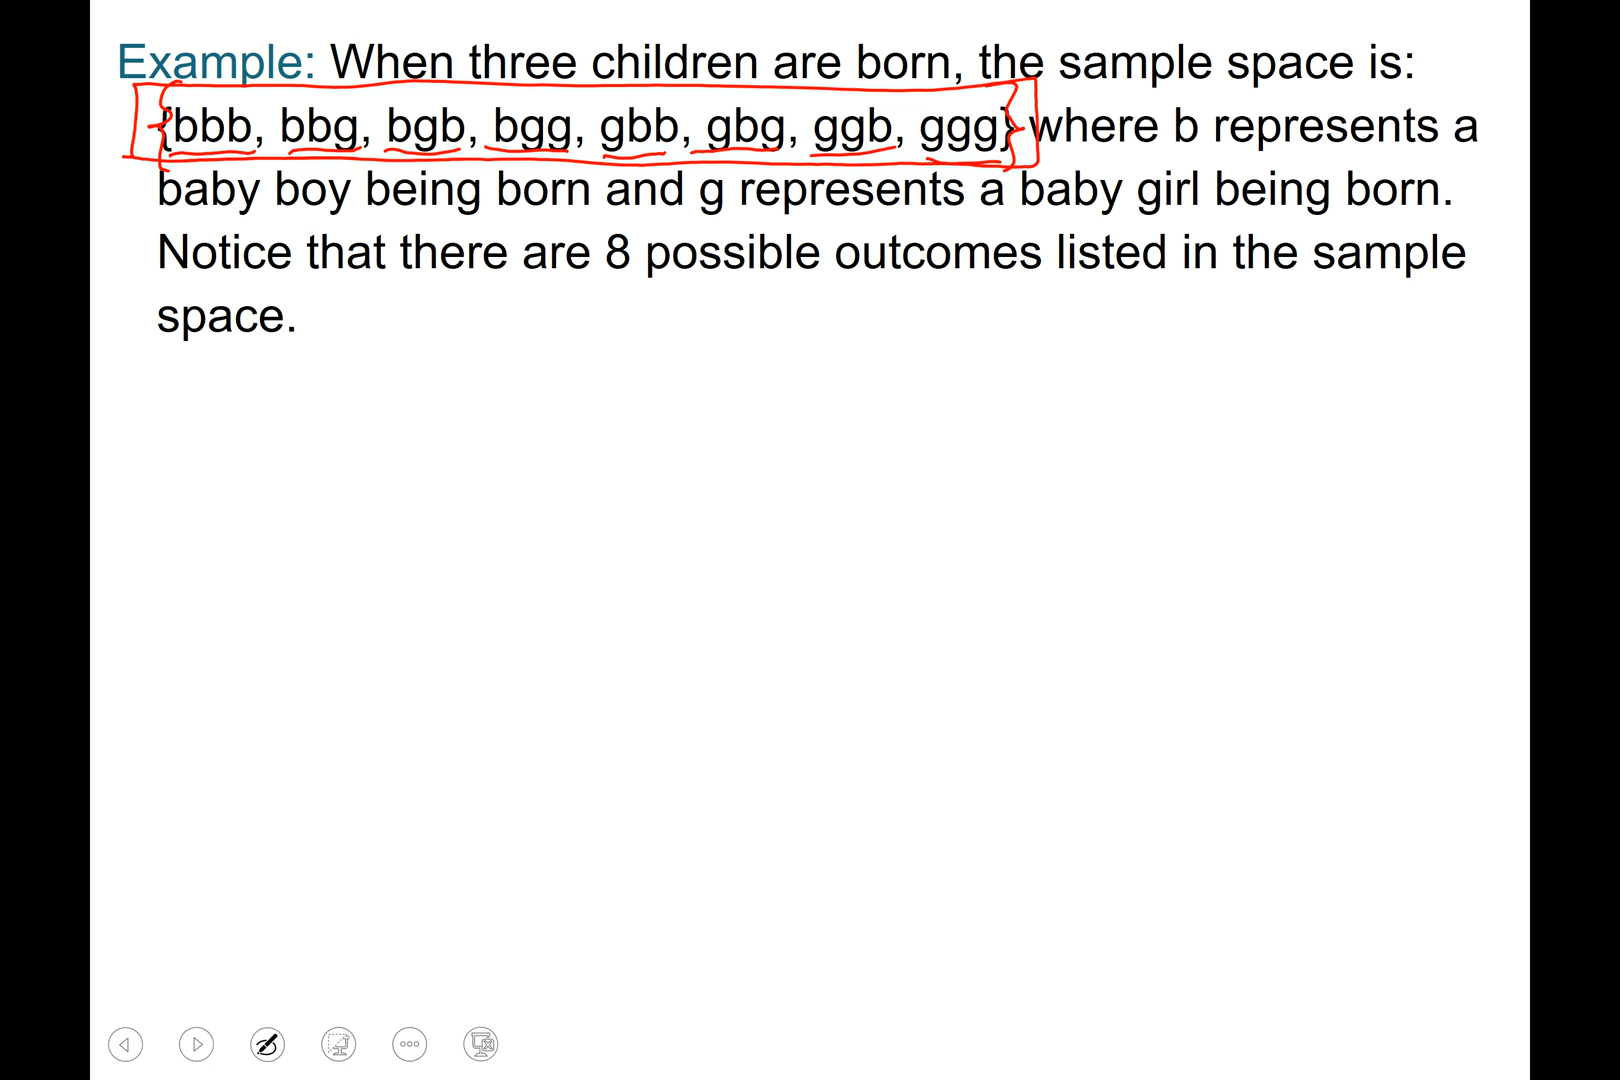 Example: When three children are born, the sample space is:
{bbb, bbg, bgb, bgg, gbb, gbg, ggb, ggg} where b represents a
baby boy being born and g represents a baby girl being born.
Notice that there are 8 possible outcomes listed in the sample
space.